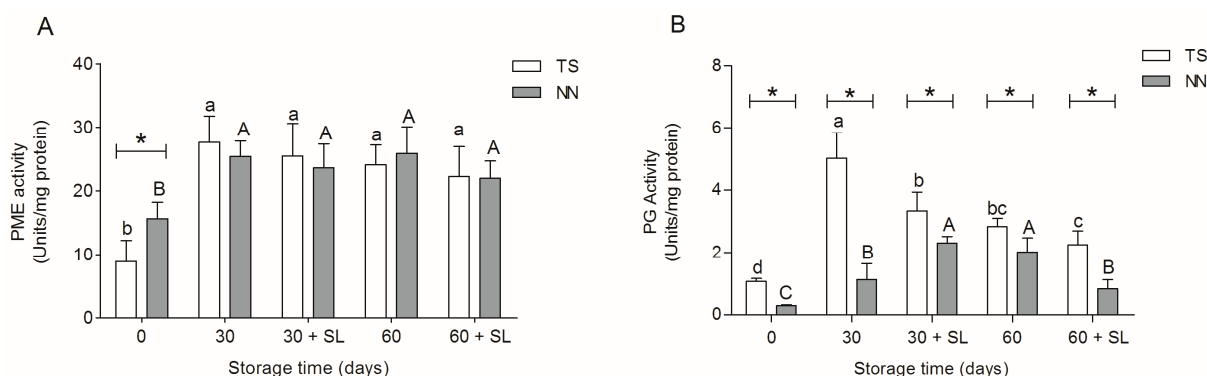 A
PME activity
(Units/mg protein)
40
30
20
10
0
TS
NN
*
b
B
a
A
a
A
a
A
a
A
0
30
30 + SL
60
60 + SL
Storage time (days)
B
PG Activity
(Units/mg protein)
8
6
4
2
0
TS
NN
*
*
*
*
*
d
C
a
B
b
A
bc
A
c
B
0
30
30 + SL
60
60 + SL
Storage time (days)